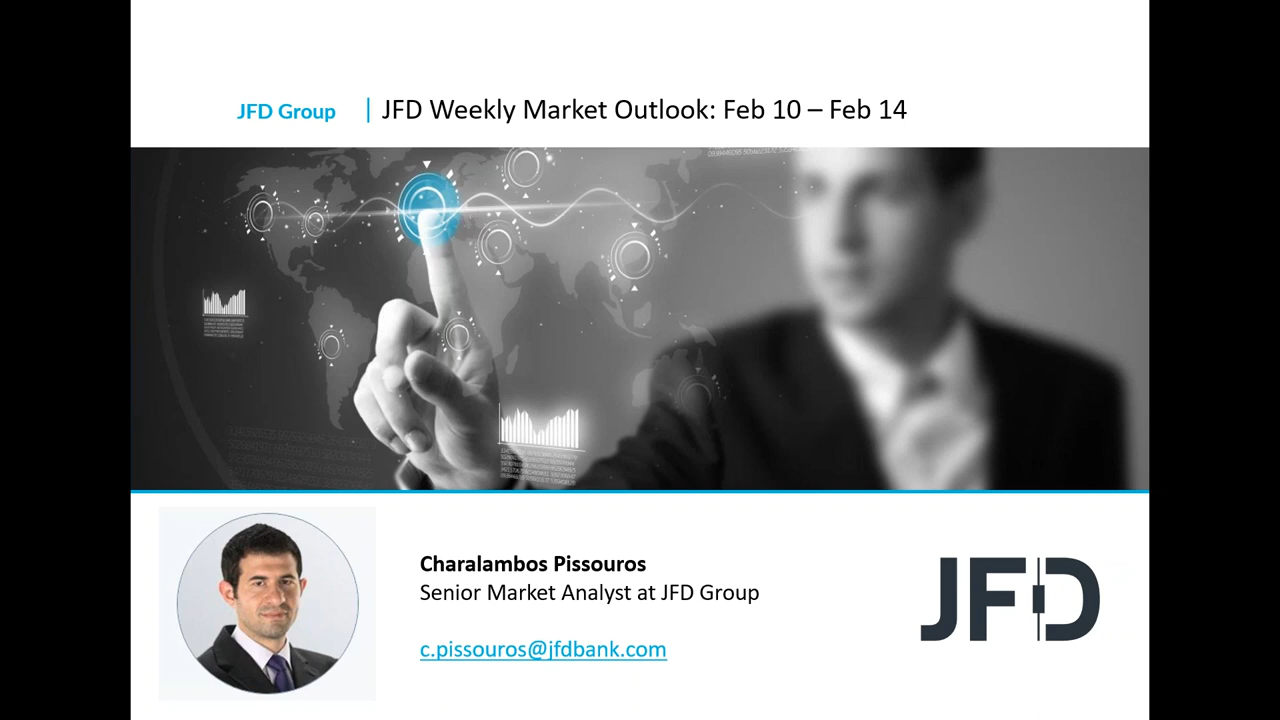 JFD Group | JFD Weekly Market Outlook: Feb 10 – Feb 14
Charalambos Pissouros
Senior Market Analyst at JFD Group
c.pissouros@jfdbank.com
JFD